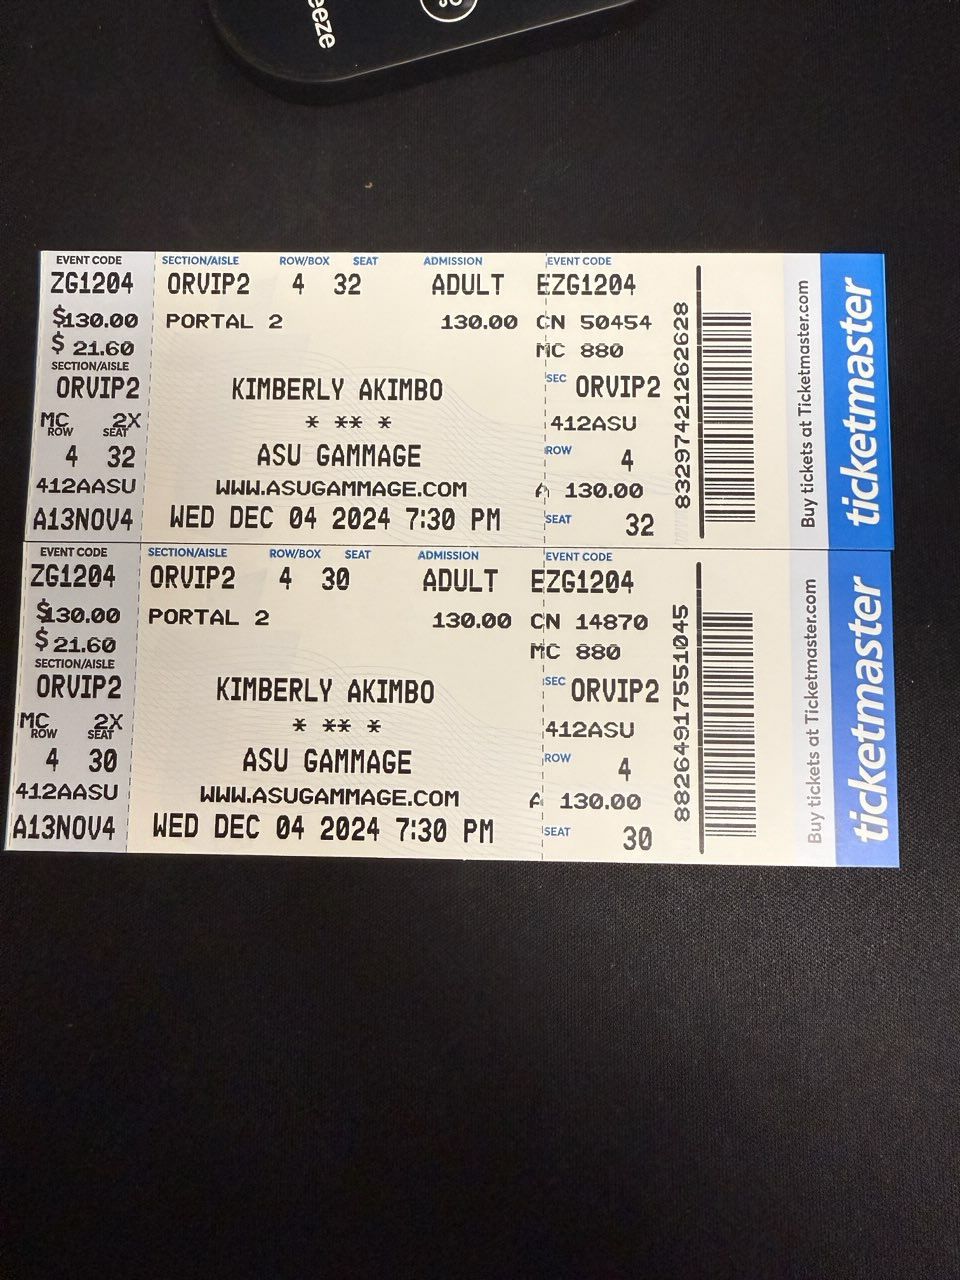 eeze
EVENT CODE SECTION/AISLE ROW/BOX SEAT ADMISSION EVENT CODE
ZG1204 ORVIP2 4 32 ADULT EZG1204
$130.00 PORTAL 2 130.00 CN 50454
$ 21.60 MC 880
SECTION/AISLE
ORVIP2 KIMBERLY AKIMBO SEC ORVIP2
MC 2X * ** * 412ASU
ROW SEAT
4 32 ASU GAMMAGE ROW 4
412AASU WWW.ASUGAMMAGE.COM A 130.00
A13NOV4 WED DEC 04 2024 7:30 PM SEAT 32
832974212262628
Buy tickets at Ticketmaster.com
ticketmaster
EVENT CODE SECTION/AISLE ROW/BOX SEAT ADMISSION EVENT CODE
ZG1204 ORVIP2 4 30 ADULT EZG1204
$130.00 PORTAL 2 130.00 CN 14870
$ 21.60 MC 880
SECTION/AISLE
ORVIP2 KIMBERLY AKIMBO SEC ORVIP2
MC 2X * ** * 412ASU
ROW SEAT
4 30 ASU GAMMAGE ROW 4
412AASU WWW.ASUGAMMAGE.COM A 130.00
A13NOV4 WED DEC 04 2024 7:30 PM SEAT 30
882649175551045
Buy tickets at Ticketmaster.com
ticketmaster